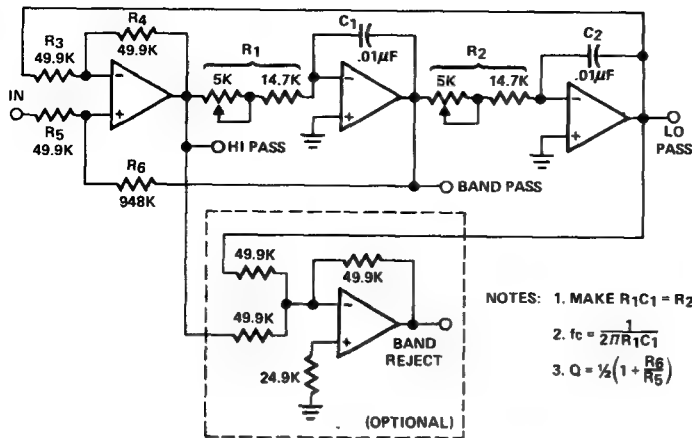 R3
49.9K
R4
49.9K
IN
R5
49.9K
R6
948K
R1
5K
14.7K
C1
.01μF
R2
5K
14.7K
C2
.01μF
HI PASS
BAND PASS
LO
PASS
49.9K
49.9K
49.9K
24.9K
BAND
REJECT
(OPTIONAL)
NOTES: 1. MAKE R1C1 = R2
2. fc = 1/2ΠR1C1
3. Q = ½(1 + R6/R5)